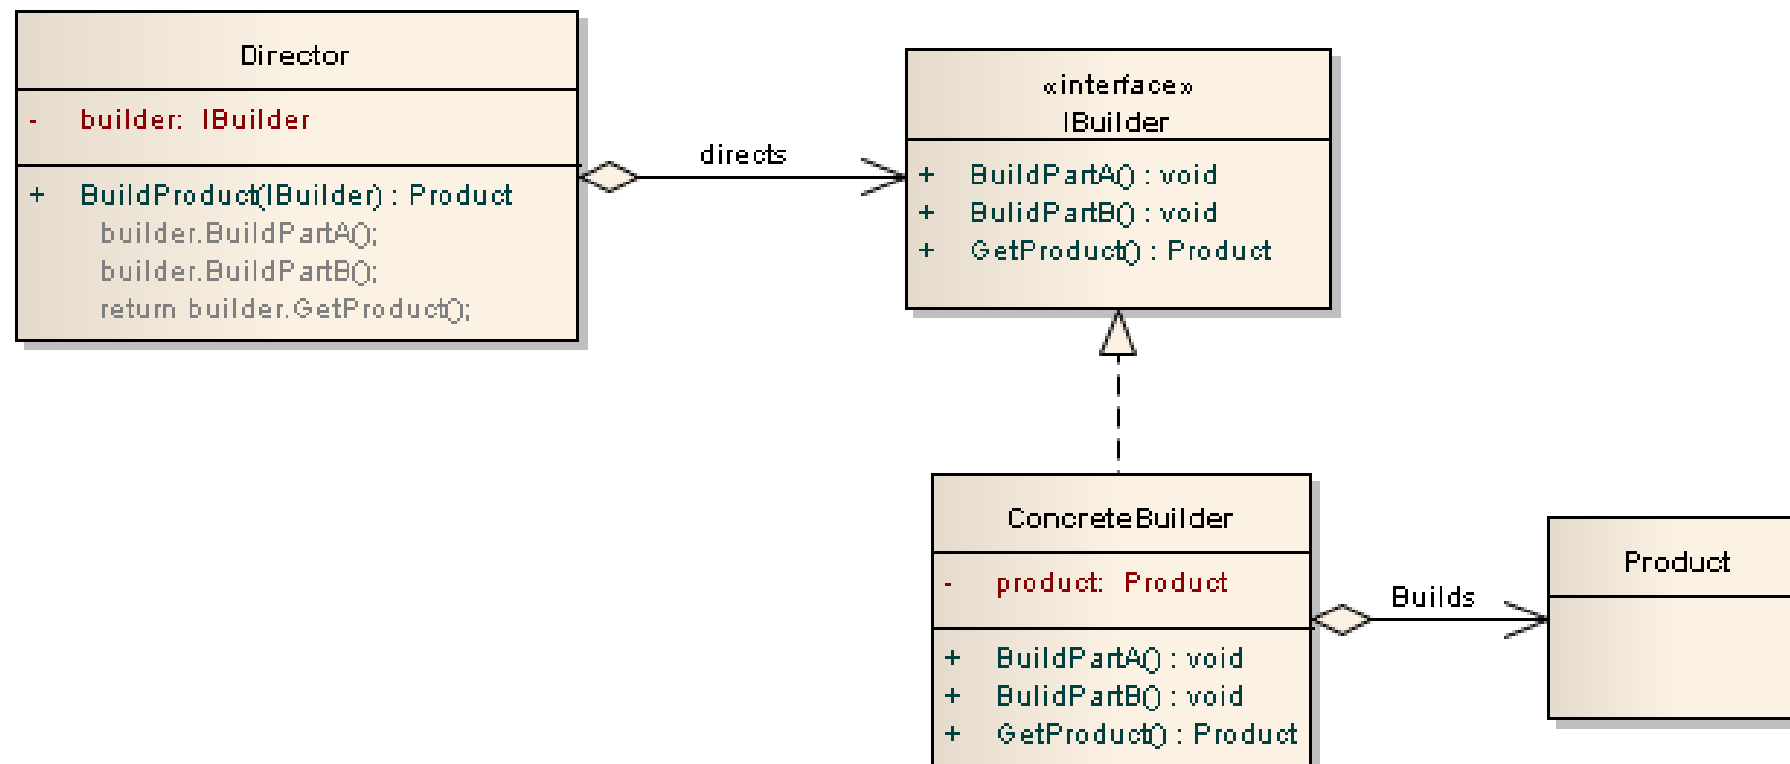 Director
- builder: IBuilder
+ BuildProduct(IBuilder) : Product
builder.BuildPartA();
builder.BuildPartB();
return builder.GetProduct();
directs
«interface»
IBuilder
+ BuildPartA() : void
+ BulidPartB() : void
+ GetProduct() : Product
ConcreteBuilder
- product: Product
+ BuildPartA() : void
+ BulidPartB() : void
+ GetProduct() : Product
Builds
Product